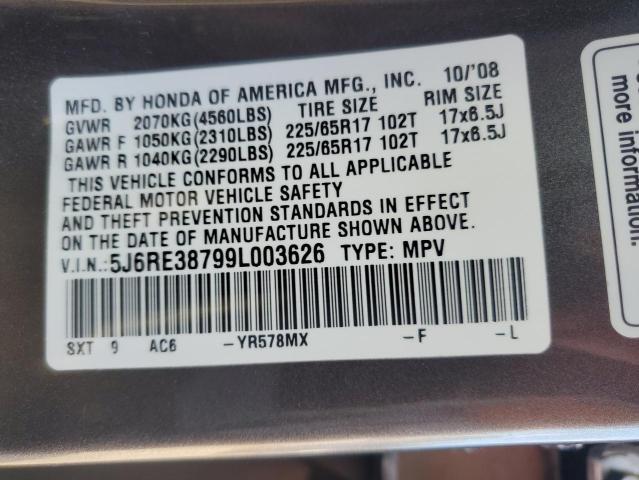 MFD. BY HONDA OF AMERICA MFG., INC. 10/'08
GVWR 2070KG(4560LBS) TIRE SIZE RIM SIZE
GAWR F 1050KG(2310LBS) 225/65R17 102T 17x6.5J
GAWR R 1040KG(2290LBS) 225/65R17 102T 17x6.5J
THIS VEHICLE CONFORMS TO ALL APPLICABLE
FEDERAL MOTOR VEHICLE SAFETY
AND THEFT PREVENTION STANDARDS IN EFFECT
ON THE DATE OF MANUFACTURE SHOWN ABOVE.
V.I.N.:5J6RE38799L003626 TYPE: MPV
SXT 9 AC6 -YR578MX -F -L
more information.